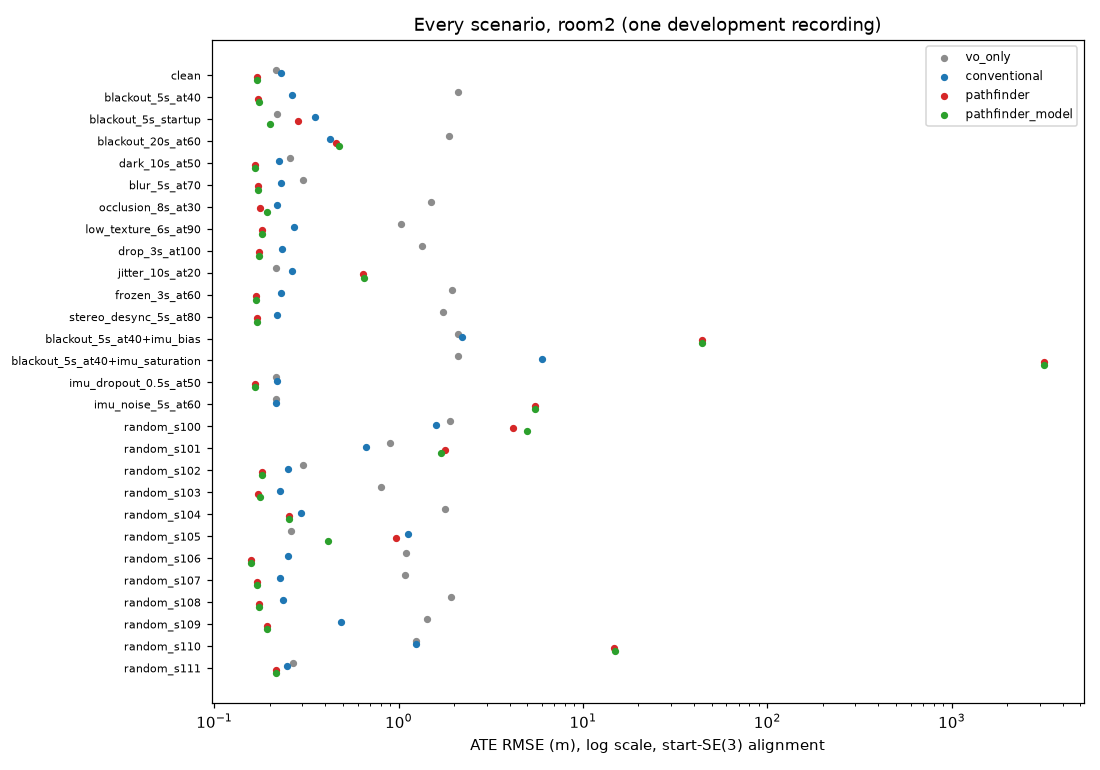 Every scenario, room2 (one development recording)
vo_only
conventional
pathfinder
pathfinder_model
clean
blackout_5s_at40
blackout_5s_startup
blackout_20s_at60
dark_10s_at50
blur_5s_at70
occlusion_8s_at30
low_texture_6s_at90
drop_3s_at100
jitter_10s_at20
frozen_3s_at60
stereo_desync_5s_at80
blackout_5s_at40+imu_bias
blackout_5s_at40+imu_saturation
imu_dropout_0.5s_at50
imu_noise_5s_at60
random_s100
random_s101
random_s102
random_s103
random_s104
random_s105
random_s106
random_s107
random_s108
random_s109
random_s110
random_s111
10⁻¹ 10⁰ 10¹ 10² 10³
ATE RMSE (m), log scale, start-SE(3) alignment